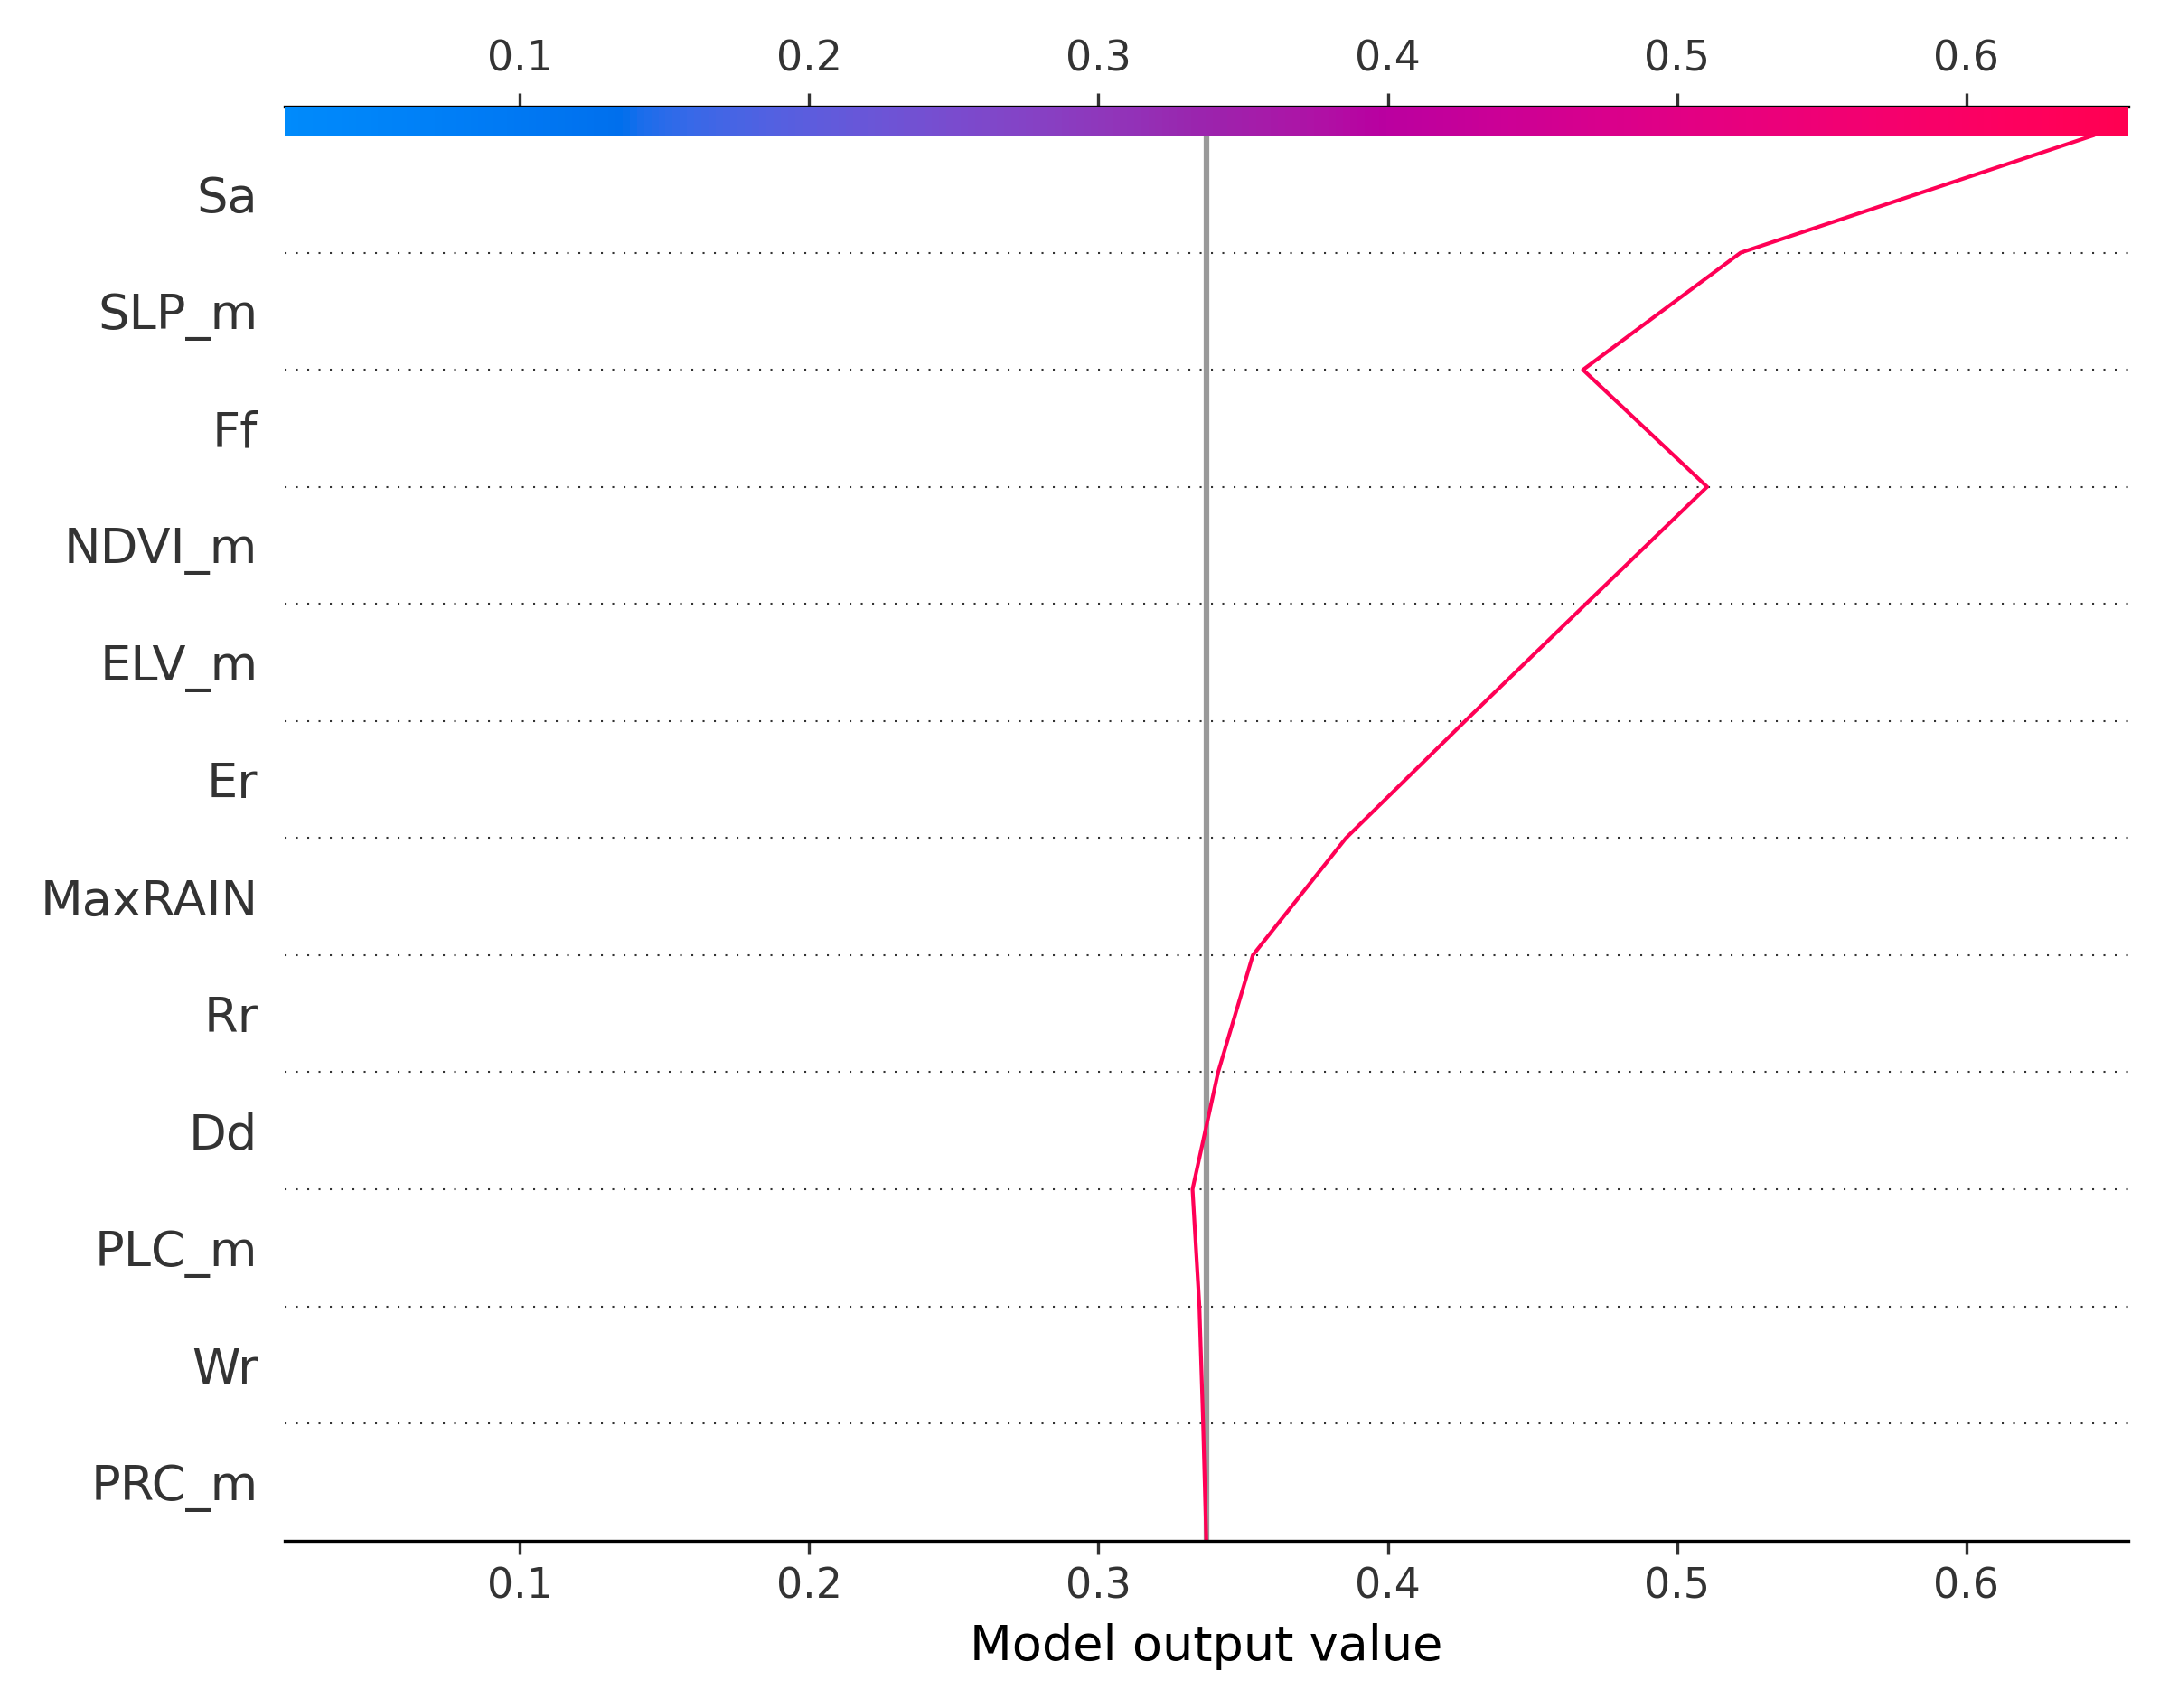 0.1 0.2 0.3 0.4 0.5 0.6
Sa
SLP_m
Ff
NDVI_m
ELV_m
Er
MaxRAIN
Rr
Dd
PLC_m
Wr
PRC_m
0.1 0.2 0.3 0.4 0.5 0.6
Model output value